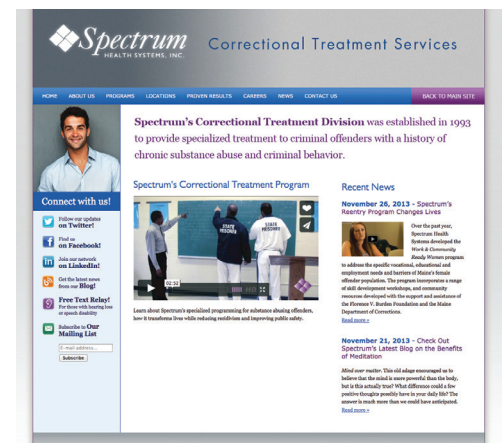 Spectrum
HEALTH SYSTEMS, INC.
Correctional Treatment Services
HOME ABOUT US PROGRAMS LOCATIONS PROVEN RESULTS CAREERS NEWS CONTACT US BACK TO MAIN SITE
Spectrum's Correctional Treatment Division was established in 1993
to provide specialized treatment to criminal offenders with a history of
chronic substance abuse and criminal behavior.
Connect with us!
Follow our updates
on Twitter!
Find us
on Facebook!
Join our network
on LinkedIn!
Get the latest news
from our Blog!
Free Text Relay!
For those with hearing loss
or speech disability
Subscribe to Our
Mailing List
E-mail address...
Subscribe
Spectrum's Correctional Treatment Program
STATE
PRISONER
STATE
PRISONER
02:52
Learn about Spectrum's specialized programming for substance abusing offenders,
how it transforms lives while reducing recidivism and improving public safety.
Recent News
November 26, 2013 - Spectrum's
Reentry Program Changes Lives
Over the past year,
Spectrum Health
Systems developed the
Work & Community
Ready Women program
to address the specific vocational, educational and
employment needs and barriers of Maine's female
offender population. The program incorporates a range
of skill development workshops, and community
resources developed with the support and assistance of
the Florence V. Burden Foundation and the Maine
Department of Corrections.
Read more »
November 21, 2013 - Check Out
Spectrum's Latest Blog on the Benefits
of Meditation
Mind over matter. This old adage encouraged us to
believe that the mind is more powerful than the body,
but is this actually true? What difference could a few
positive thoughts possibly have in your daily life? The
answer is much more than we could have anticipated.
Read more »